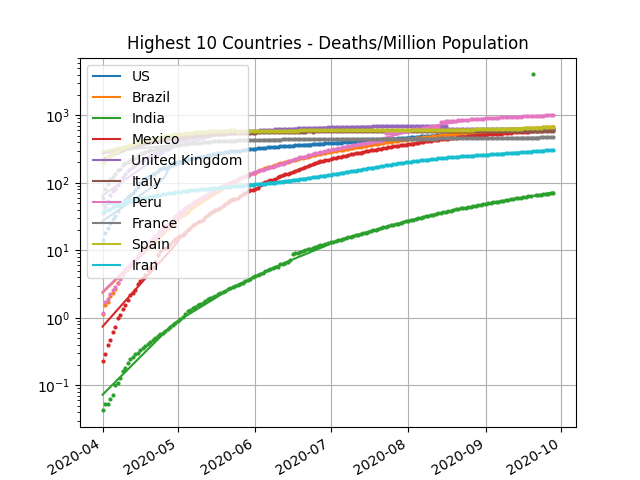 Highest 10 Countries - Deaths/Million Population
US
Brazil
India
Mexico
United Kingdom
Italy
Peru
France
Spain
Iran
10³
10²
10¹
10⁰
10⁻¹
2020-04
2020-05
2020-06
2020-07
2020-08
2020-09
2020-10